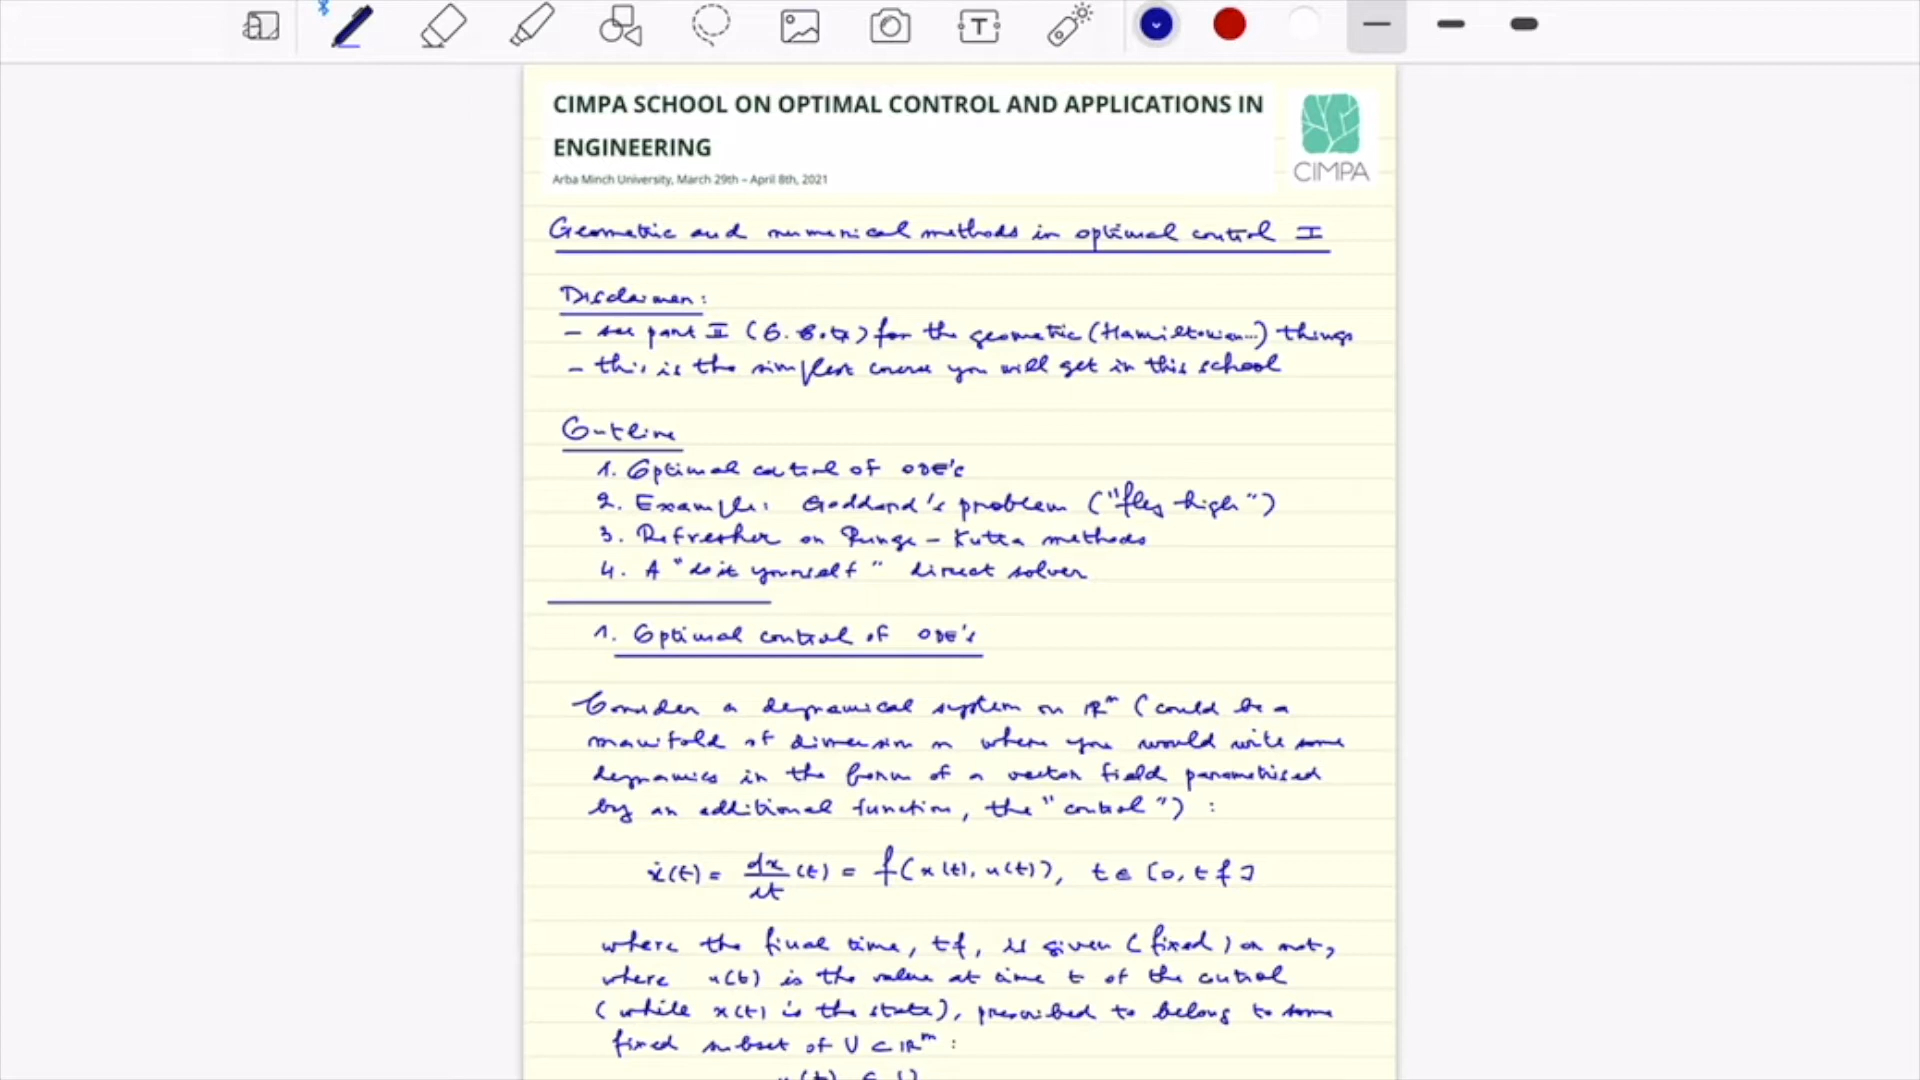 CIMPA SCHOOL ON OPTIMAL CONTROL AND APPLICATIONS IN
ENGINEERING
Arba Minch University, March 29th – April 8th, 2021
CIMPA
Geometric and numerical methods in optimal control I
Disclaimer:
- see part II for the geometric (Hamiltonian...) things
- this is the simplest course you will get in this school
Outline
1. Optimal control of ODE's
2. Example: Goddard's problem ("fly high")
3. Refresher on Runge - Kutta methods
4. A "do it yourself" direct solver
1. Optimal control of ODE's
Consider a dynamical system on ℝⁿ (could be a
manifold of dimension n where you would write some
dynamics in the form of a vector field parametrised
by an additional function, the "control") :
ẋ(t) = dx/dt (t) = f(x(t), u(t)), t ∈ [0, tf]
where the final time, tf, is given (fixed) or not,
where u(t) is the value at time t of the control
(while x(t) is the state), prescribed to belong to some
fixed subset of U ⊂ ℝᵐ :
u(t) ∈ U